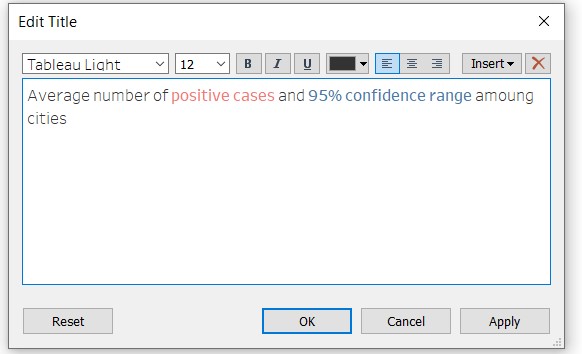 Edit Title
Tableau Light 12 B I U Insert
Average number of positive cases and 95% confidence range amoung
cities
Reset OK Cancel Apply